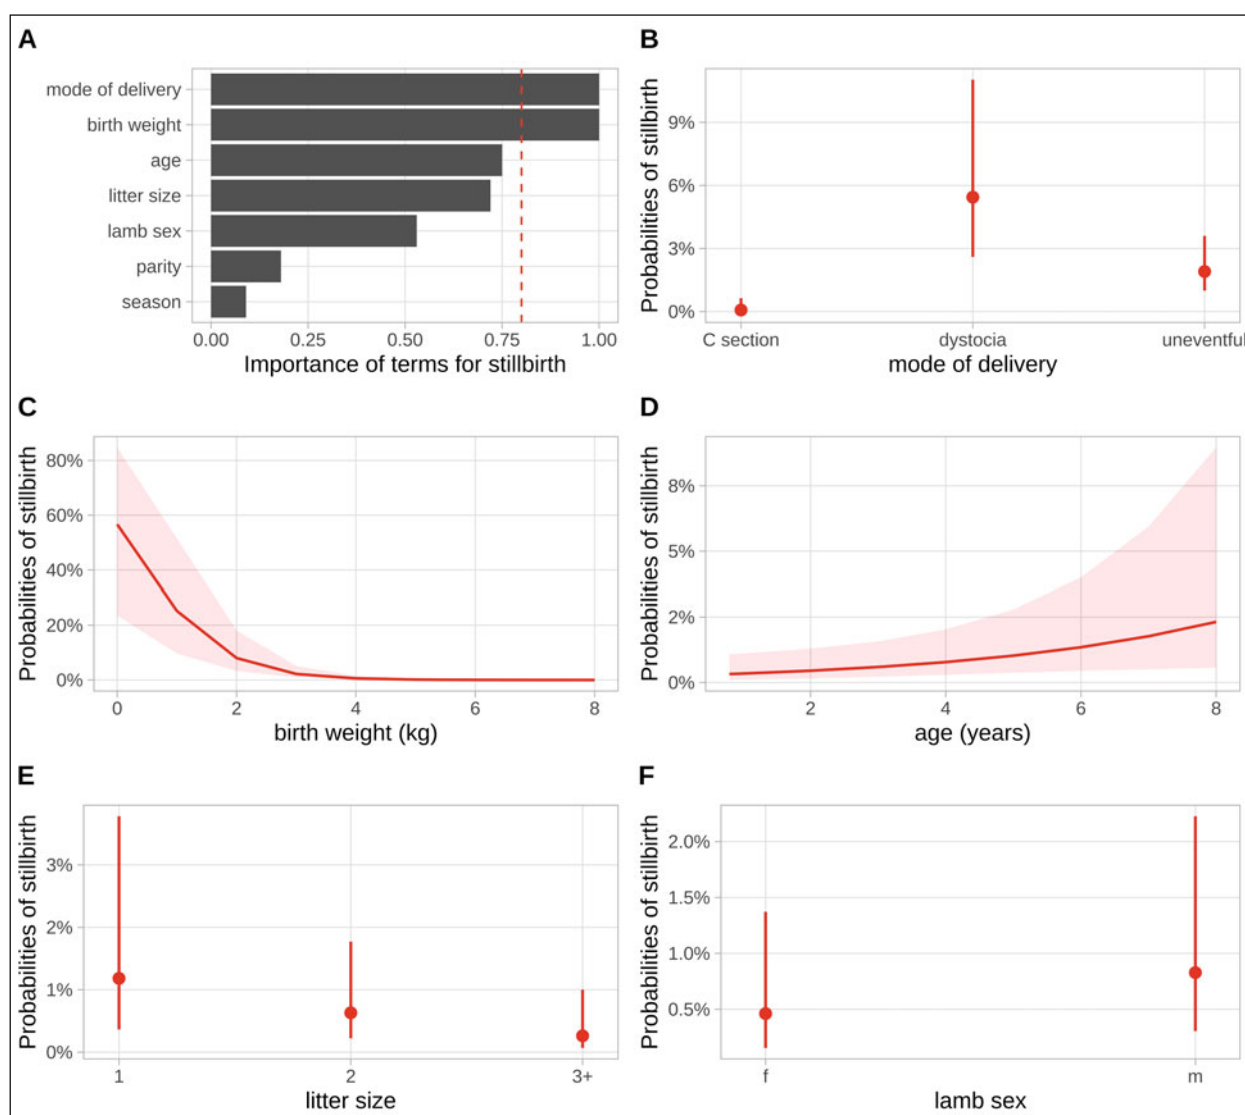 A
mode of delivery
birth weight
age
litter size
lamb sex
parity
season
0.00 0.25 0.50 0.75 1.00
Importance of terms for stillbirth
B
Probabilities of stillbirth
9%
6%
3%
0%
C section dystocia uneventful
mode of delivery
C
Probabilities of stillbirth
80%
60%
40%
20%
0%
0 2 4 6 8
birth weight (kg)
D
Probabilities of stillbirth
8%
5%
2%
0%
2 4 6 8
age (years)
E
Probabilities of stillbirth
3%
2%
1%
0%
1 2 3+
litter size
F
Probabilities of stillbirth
2.0%
1.5%
1.0%
0.5%
f m
lamb sex